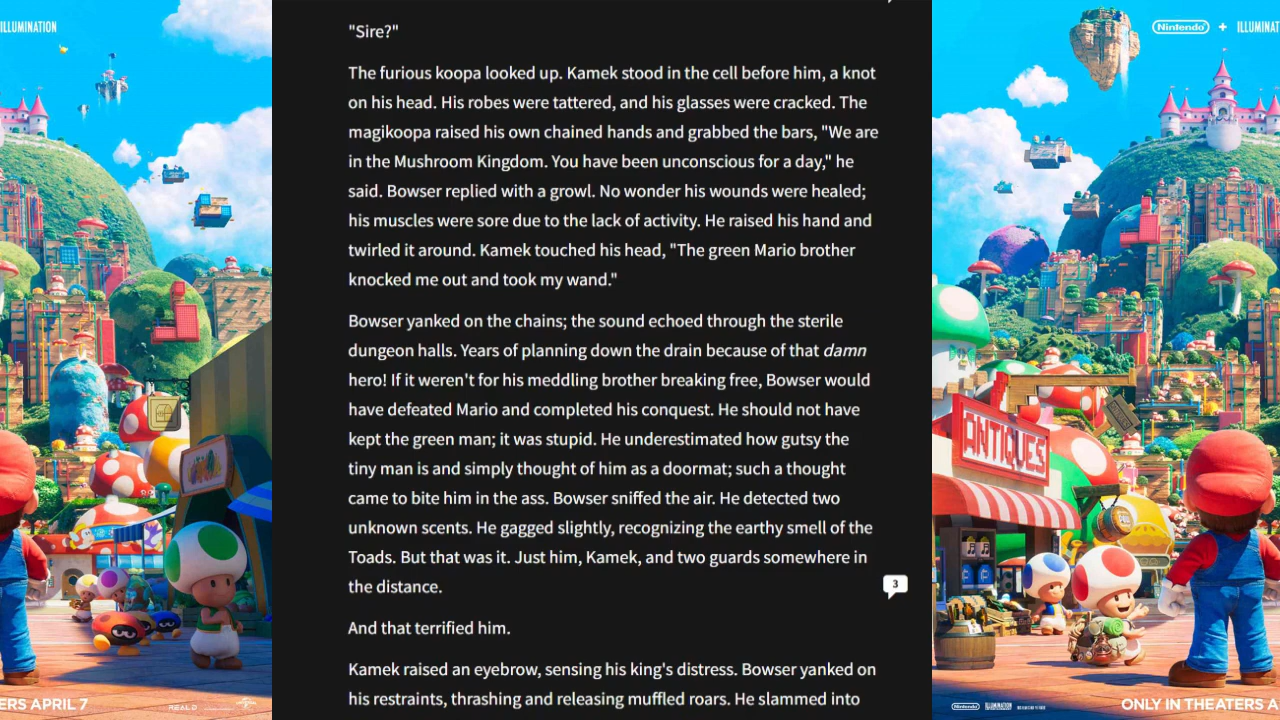 ILLUMINATION
"Sire?"
The furious koopa looked up. Kamek stood in the cell before him, a knot
on his head. His robes were tattered, and his glasses were cracked. The
magikoopa raised his own chained hands and grabbed the bars, "We are
in the Mushroom Kingdom. You have been unconscious for a day," he
said. Bowser replied with a growl. No wonder his wounds were healed;
his muscles were sore due to the lack of activity. He raised his hand and
twirled it around. Kamek touched his head, "The green Mario brother
knocked me out and took my wand."
Bowser yanked on the chains; the sound echoed through the sterile
dungeon halls. Years of planning down the drain because of that damn
hero! If it weren't for his meddling brother breaking free, Bowser would
have defeated Mario and completed his conquest. He should not have
kept the green man; it was stupid. He underestimated how gutsy the
tiny man is and simply thought of him as a doormat; such a thought
came to bite him in the ass. Bowser sniffed the air. He detected two
unknown scents. He gagged slightly, recognizing the earthy smell of the
Toads. But that was it. Just him, Kamek, and two guards somewhere in
the distance.
3
And that terrified him.
Kamek raised an eyebrow, sensing his king's distress. Bowser yanked on
his restraints, thrashing and releasing muffled roars. He slammed into
ERS APRIL 7
REALD
Nintendo + ILLUMINAT
ANTIQUES
Nintendo ILLUMINATION
ONLY IN THEATERS A